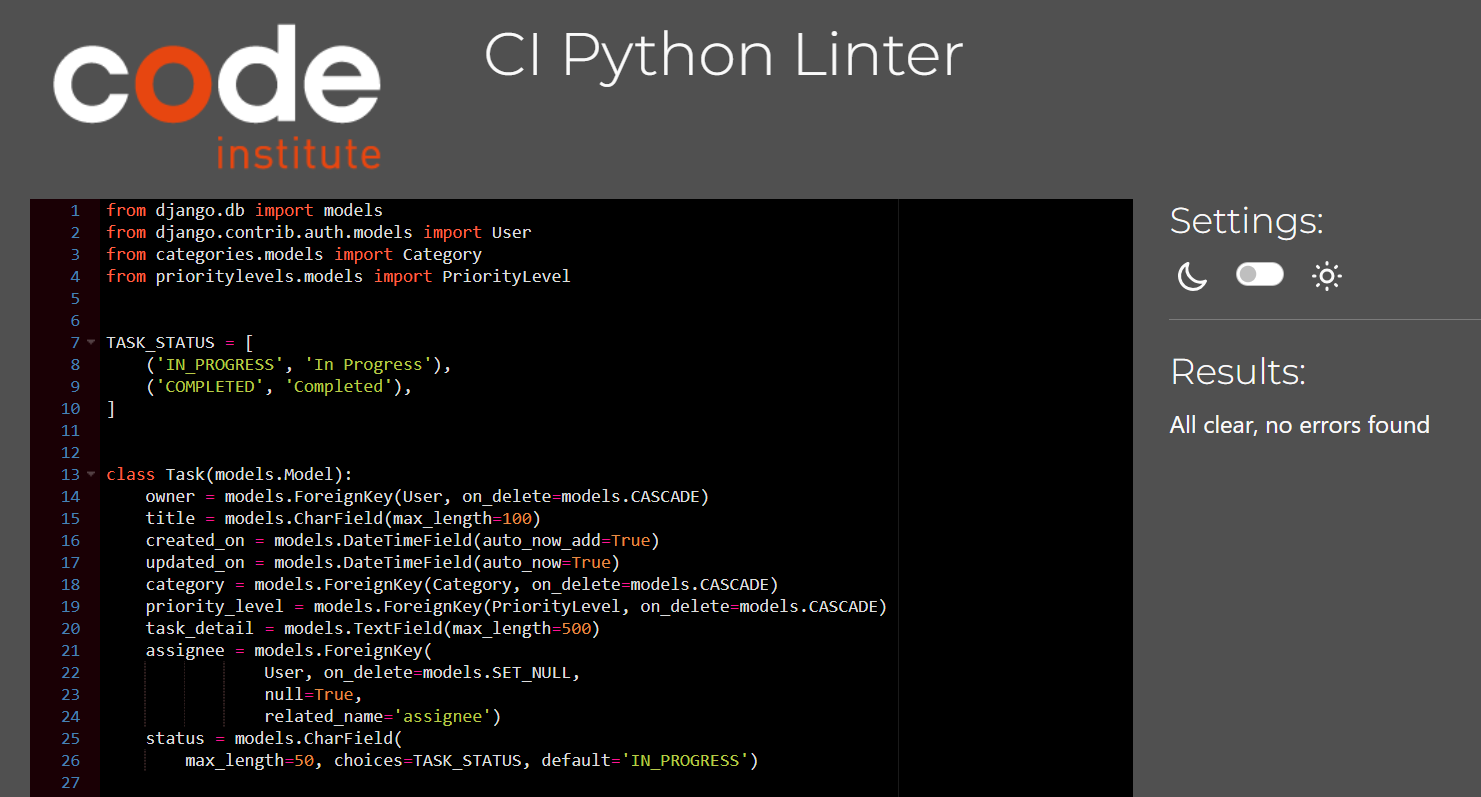 code
institute
CI Python Linter
1 from django.db import models
2 from django.contrib.auth.models import User
3 from categories.models import Category
4 from prioritylevels.models import PriorityLevel
5
6
7 TASK_STATUS = [
8     ('IN_PROGRESS', 'In Progress'),
9     ('COMPLETED', 'Completed'),
10 ]
11
12
13 class Task(models.Model):
14     owner = models.ForeignKey(User, on_delete=models.CASCADE)
15     title = models.CharField(max_length=100)
16     created_on = models.DateTimeField(auto_now_add=True)
17     updated_on = models.DateTimeField(auto_now=True)
18     category = models.ForeignKey(Category, on_delete=models.CASCADE)
19     priority_level = models.ForeignKey(PriorityLevel, on_delete=models.CASCADE)
20     task_detail = models.TextField(max_length=500)
21     assignee = models.ForeignKey(
22                 User, on_delete=models.SET_NULL,
23                 null=True,
24                 related_name='assignee')
25     status = models.CharField(
26         max_length=50, choices=TASK_STATUS, default='IN_PROGRESS')
27
Settings:
Results:
All clear, no errors found